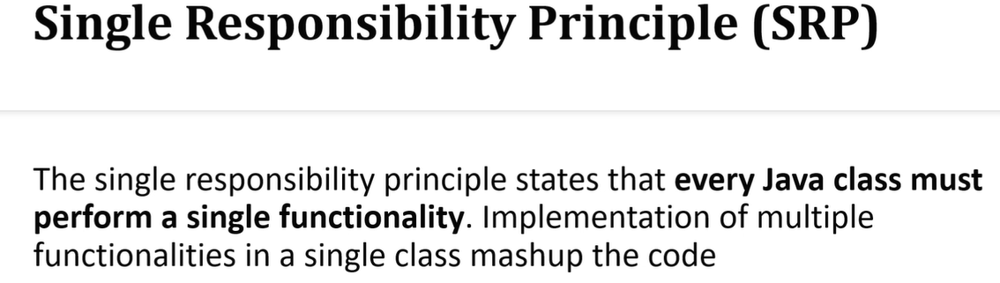 Single Responsibility Principle (SRP)
The single responsibility principle states that every Java class must
perform a single functionality. Implementation of multiple
functionalities in a single class mashup the code